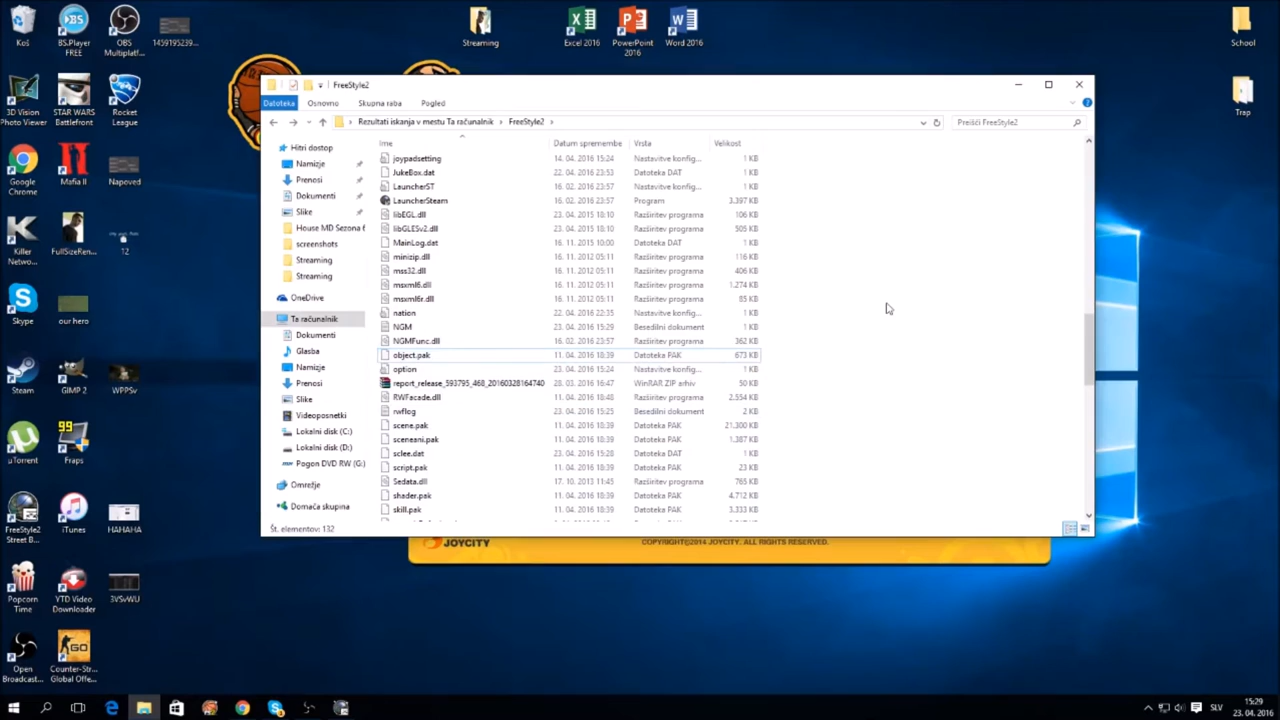 Koš
BS.Player
FREE
OBS
Multiplatf...
1459195239...
Streaming
Excel 2016
PowerPoint
2016
Word 2016
School
3D Vision
Photo Viewer
STAR WARS
Battlefront
Rocket
League
Trap
Google
Chrome
Mafia II
Napoved
Killer
Netwo...
FullSizeRen...
12
Skype
our hero
Steam
GIMP 2
WPPSv
µTorrent
99
Fraps
FreeStyle2
Street B...
iTunes
HAHAHA
Popcorn
Time
YTD Video
Downloader
3VSvWLI
Open
Broadcast...
GO
Counter-Str...
Global Offe...
FreeStyle2
Datoteka Osnovno Skupna raba Pogled
Rezultati iskanja v mestu Ta računalnik > FreeStyle2 >
Preišči FreeStyle2
Hitri dostop
Namizje
Prenosi
Dokumenti
Slike
House MD Sezona 6
screenshots
Streaming
Streaming
OneDrive
Ta računalnik
Dokumenti
Glasba
Namizje
Prenosi
Slike
Videoposnetki
Lokalni disk (C:)
Lokalni disk (D:)
Pogon DVD RW (G:)
Omrežje
Domača skupina
Ime Datum spremembe Vrsta Velikost
joypadsetting 14. 04. 2016 15:24 Nastavitve konfig... 1 KB
JukeBox.dat 22. 04. 2016 23:53 Datoteka DAT 1 KB
LauncherST 16. 02. 2016 23:57 Nastavitve konfig... 1 KB
LauncherSteam 16. 02. 2016 23:57 Program 3.397 KB
libEGL.dll 23. 04. 2015 18:10 Razširitev programa 106 KB
libGLESv2.dll 23. 04. 2015 18:10 Razširitev programa 505 KB
MainLog.dat 16. 11. 2015 10:00 Datoteka DAT 1 KB
minizip.dll 16. 11. 2012 05:11 Razširitev programa 116 KB
mss32.dll 16. 11. 2012 05:11 Razširitev programa 406 KB
msxml6.dll 16. 11. 2012 05:11 Razširitev programa 1.274 KB
msxml6r.dll 16. 11. 2012 05:11 Razširitev programa 85 KB
nation 22. 04. 2016 22:35 Nastavitve konfig... 1 KB
NGM 23. 04. 2016 15:29 Besedilni dokument 1 KB
NGMFunc.dll 16. 02. 2016 23:57 Razširitev programa 362 KB
object.pak 11. 04. 2016 18:39 Datoteka PAK 673 KB
option 23. 04. 2016 15:24 Nastavitve konfig... 1 KB
report_release_593795_468_20160328164740 28. 03. 2016 16:47 WinRAR ZIP arhiv 50 KB
RWFacade.dll 11. 04. 2016 18:48 Razširitev programa 2.554 KB
rwflog 23. 04. 2016 15:25 Besedilni dokument 2 KB
scene.pak 11. 04. 2016 18:39 Datoteka PAK 21.300 KB
sceneani.pak 11. 04. 2016 18:39 Datoteka PAK 1.387 KB
sclee.dat 23. 04. 2016 15:28 Datoteka DAT 1 KB
script.pak 11. 04. 2016 18:39 Datoteka PAK 23 KB
Sedata.dll 17. 10. 2013 11:45 Razširitev programa 765 KB
shader.pak 11. 04. 2016 18:39 Datoteka PAK 4.712 KB
skill.pak 11. 04. 2016 18:39 Datoteka PAK 3.333 KB
Št. elementov: 132
JOYCITY
COPYRIGHT©2014 JOYCITY. ALL RIGHTS RESERVED.
SLV
15:29
23. 04. 2016